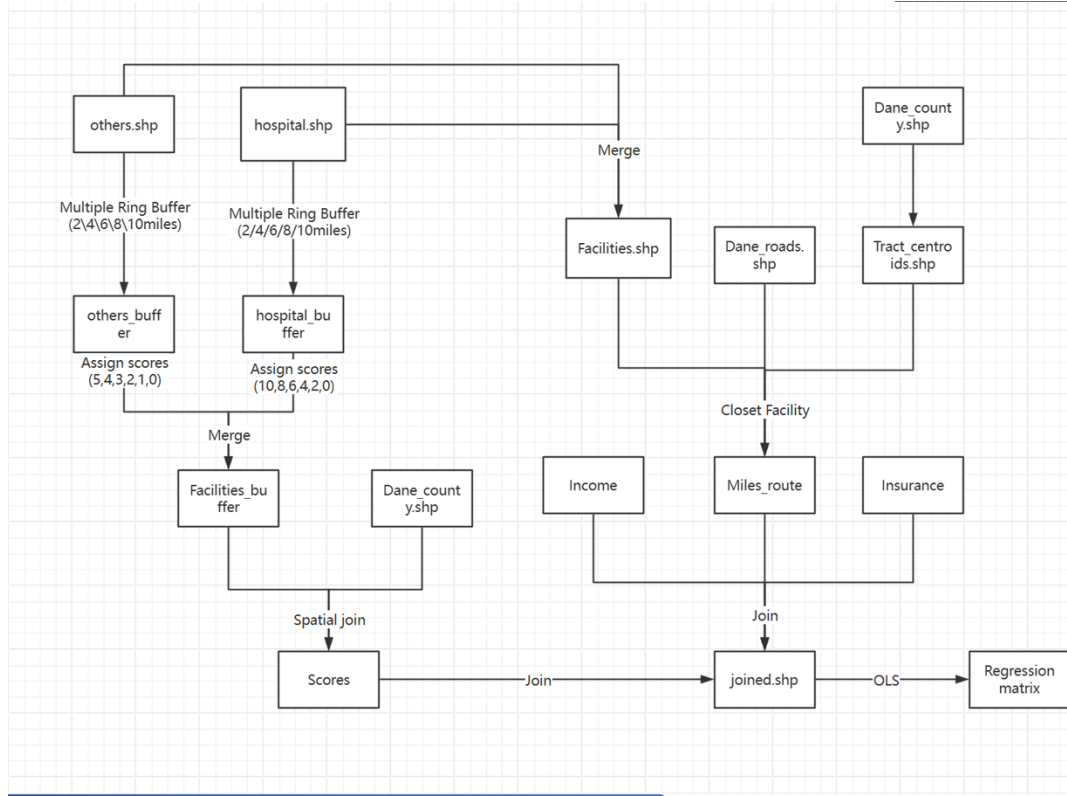 others.shp
hospital.shp
Dane_count
y.shp
Merge
Multiple Ring Buffer
(2\4\6\8\10miles)
Multiple Ring Buffer
(2/4/6/8/10miles)
Facilities.shp
Dane_roads.
shp
Tract_centro
ids.shp
others_buff
er
hospital_bu
ffer
Assign scores
(5,4,3,2,1,0)
Assign scores
(10,8,6,4,2,0)
Closet Facility
Merge
Facilities_bu
ffer
Dane_count
y.shp
Income
Miles_route
Insurance
Spatial join
Join
Scores
Join
joined.shp
OLS
Regression
matrix